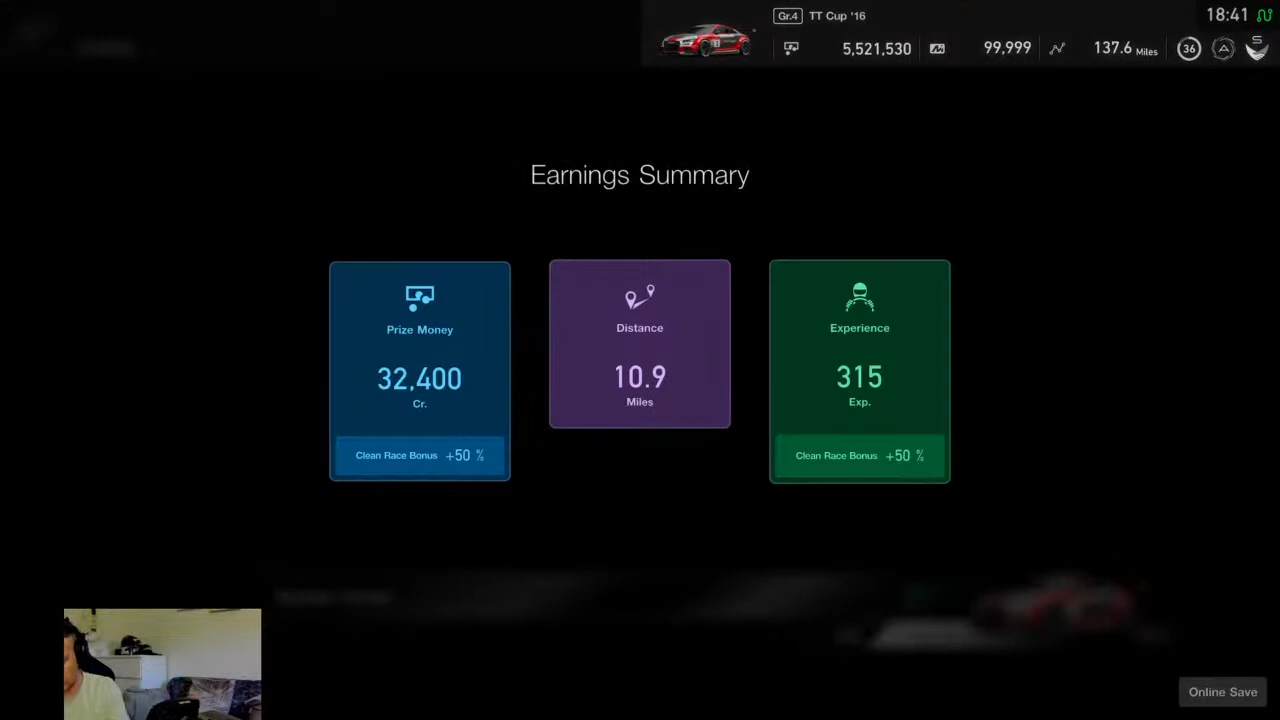 Gr.4 TT Cup '16
18:41
5,521,530
99,999
137.6 Miles
36
A
S
Earnings Summary
Prize Money
32,400
Cr.
Clean Race Bonus +50 %
Distance
10.9
Miles
Experience
315
Exp.
Clean Race Bonus +50 %
Online Save